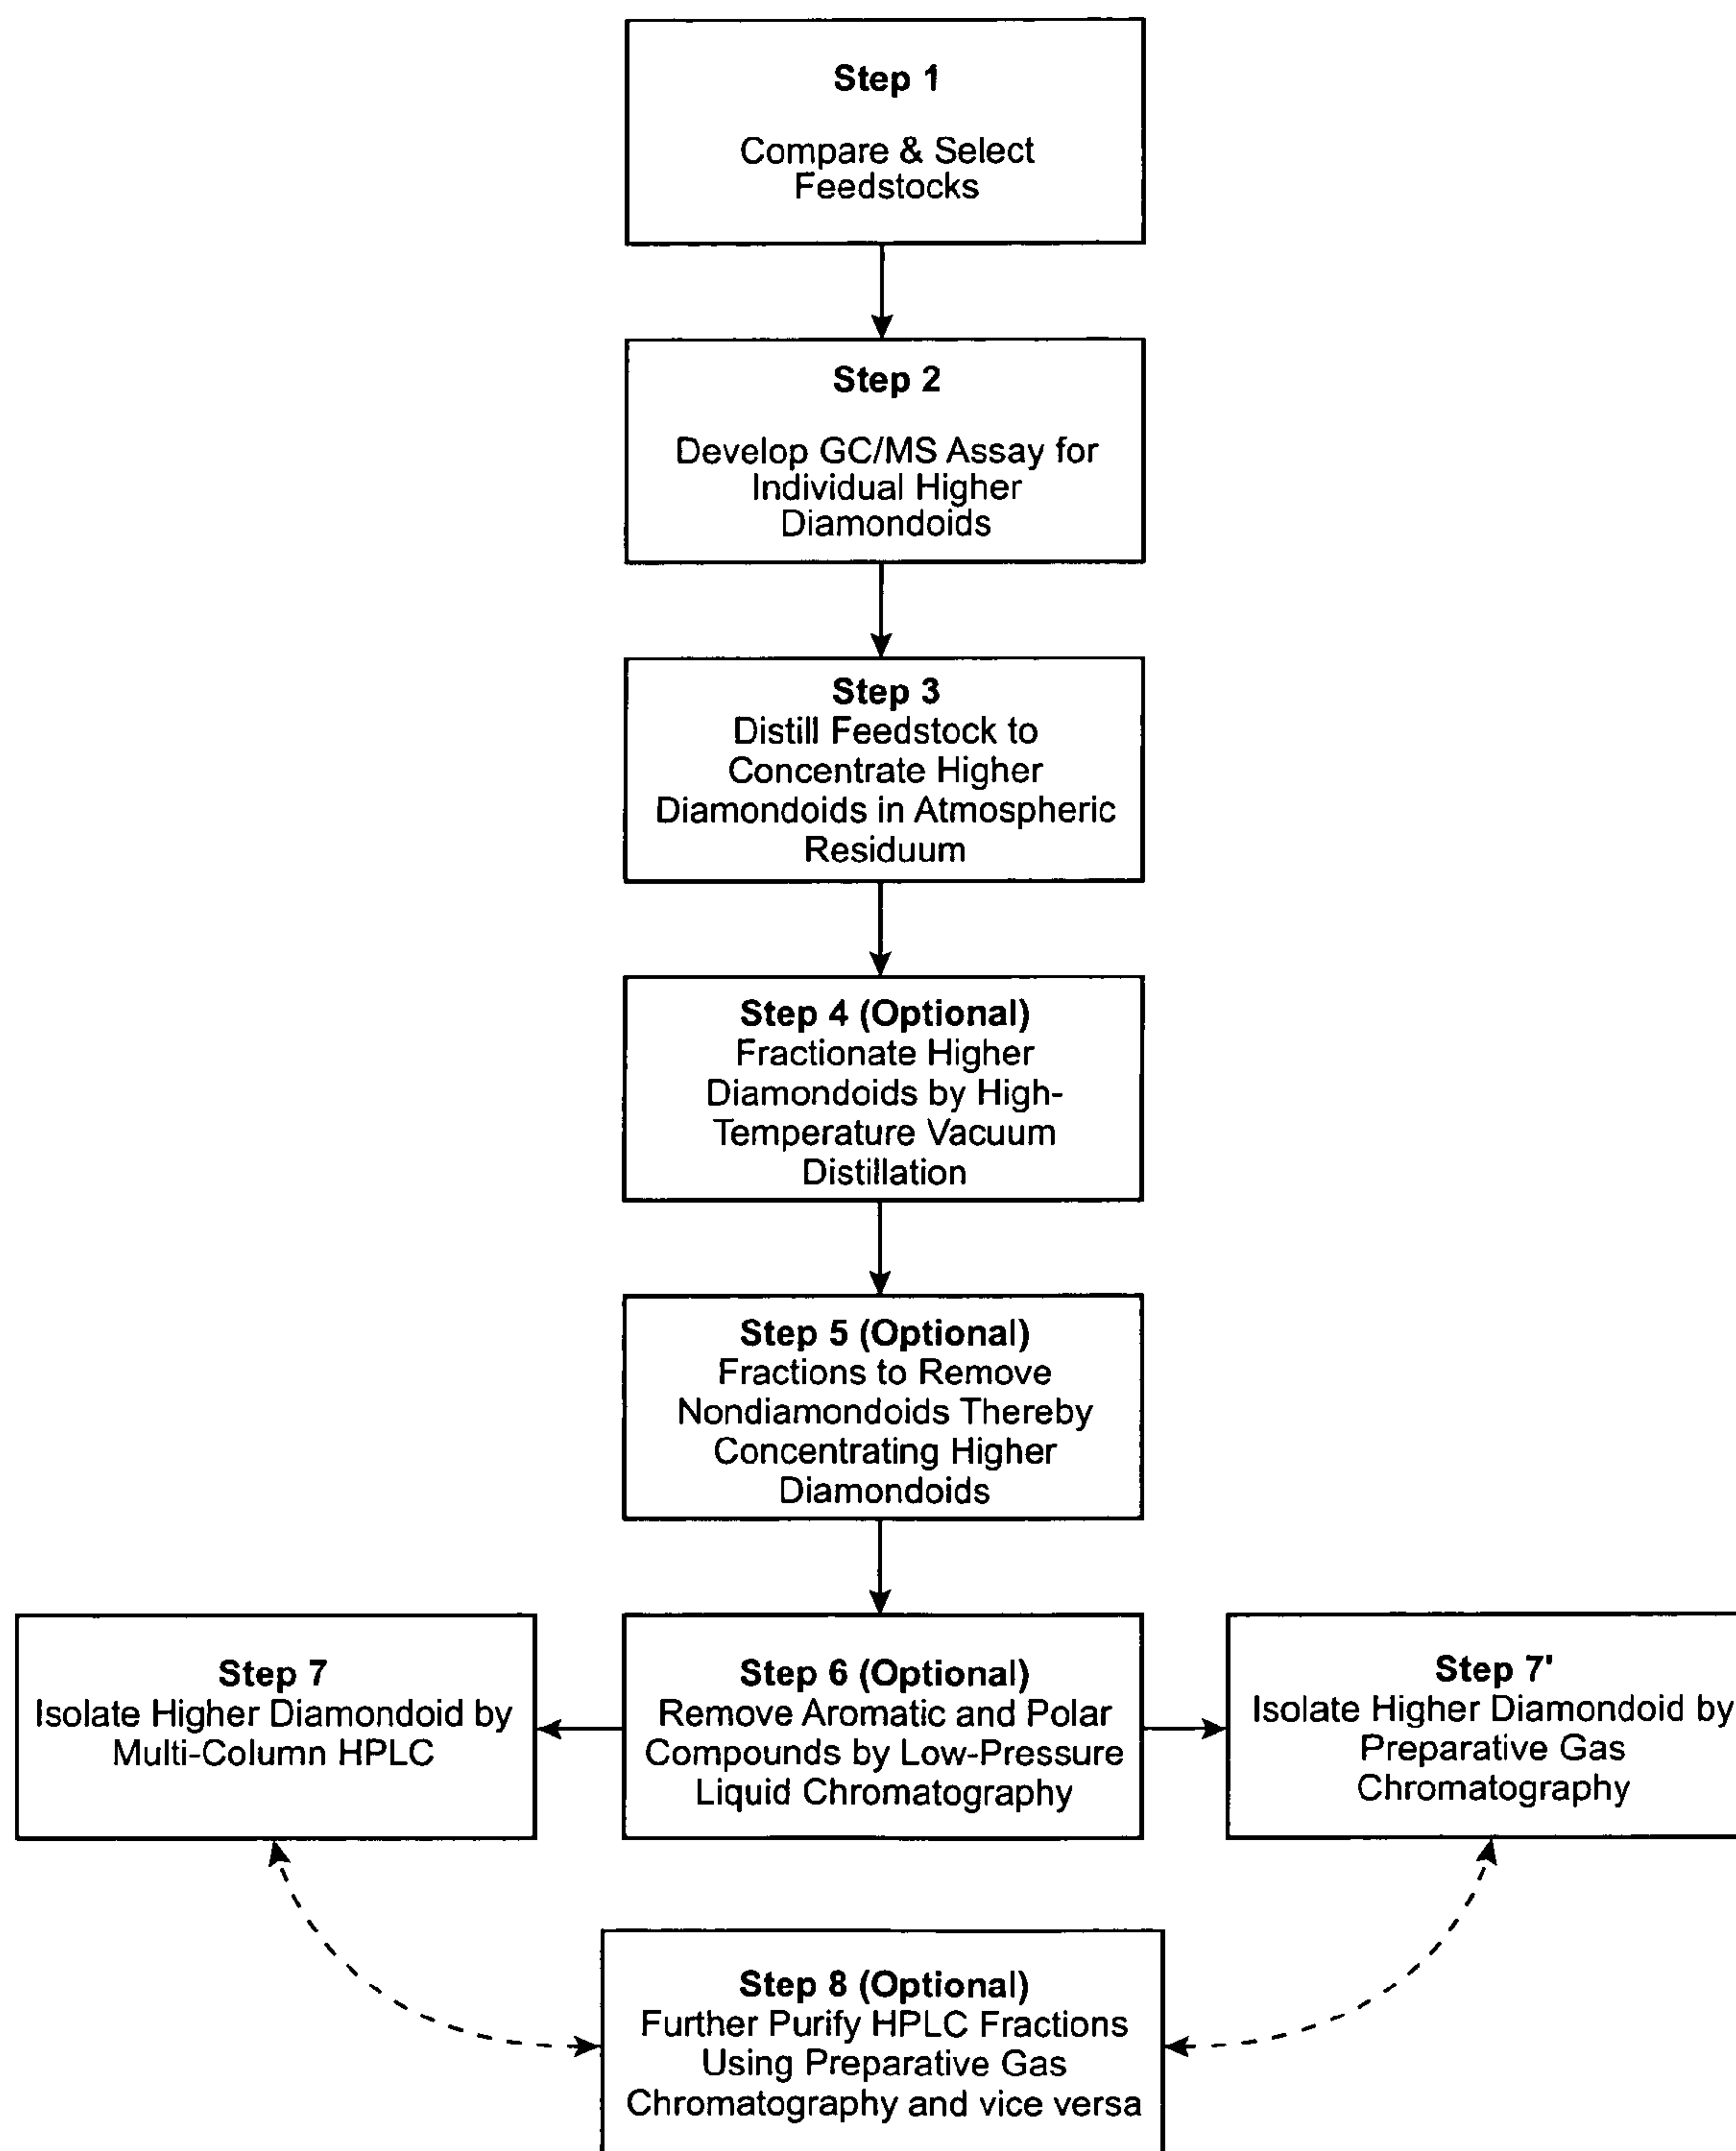 Step 1
Compare & Select
Feedstocks
Step 2
Develop GC/MS Assay for
Individual Higher
Diamondoids
Step 3
Distill Feedstock to
Concentrate Higher
Diamondoids in Atmospheric
Residuum
Step 4 (Optional)
Fractionate Higher
Diamondoids by High-
Temperature Vacuum
Distillation
Step 5 (Optional)
Fractions to Remove
Nondiamondoids Thereby
Concentrating Higher
Diamondoids
Step 7
Isolate Higher Diamondoid by
Multi-Column HPLC
Step 6 (Optional)
Remove Aromatic and Polar
Compounds by Low-Pressure
Liquid Chromatography
Step 7'
Isolate Higher Diamondoid by
Preparative Gas
Chromatography
Step 8 (Optional)
Further Purify HPLC Fractions
Using Preparative Gas
Chromatography and vice versa